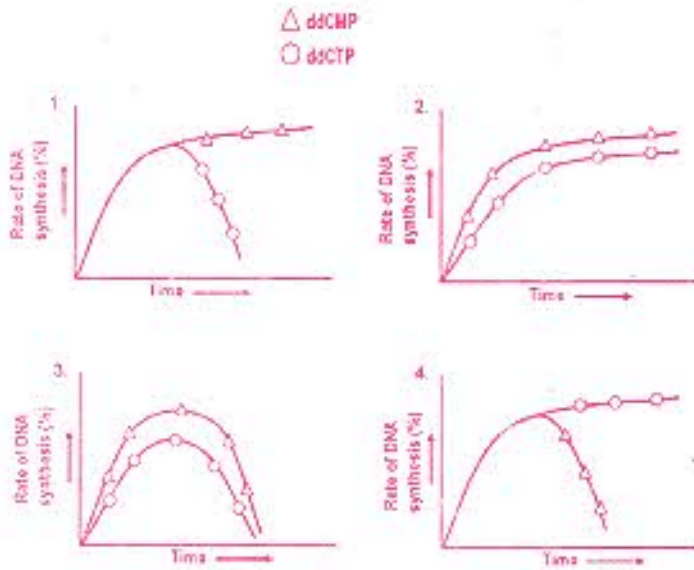 ddCMP
ddCTP
1.
Rate of DNA
synthesis (%)
Time
2.
Rate of DNA
synthesis (%)
Time
3.
Rate of DNA
synthesis (%)
Time
4.
Rate of DNA
synthesis (%)
Time